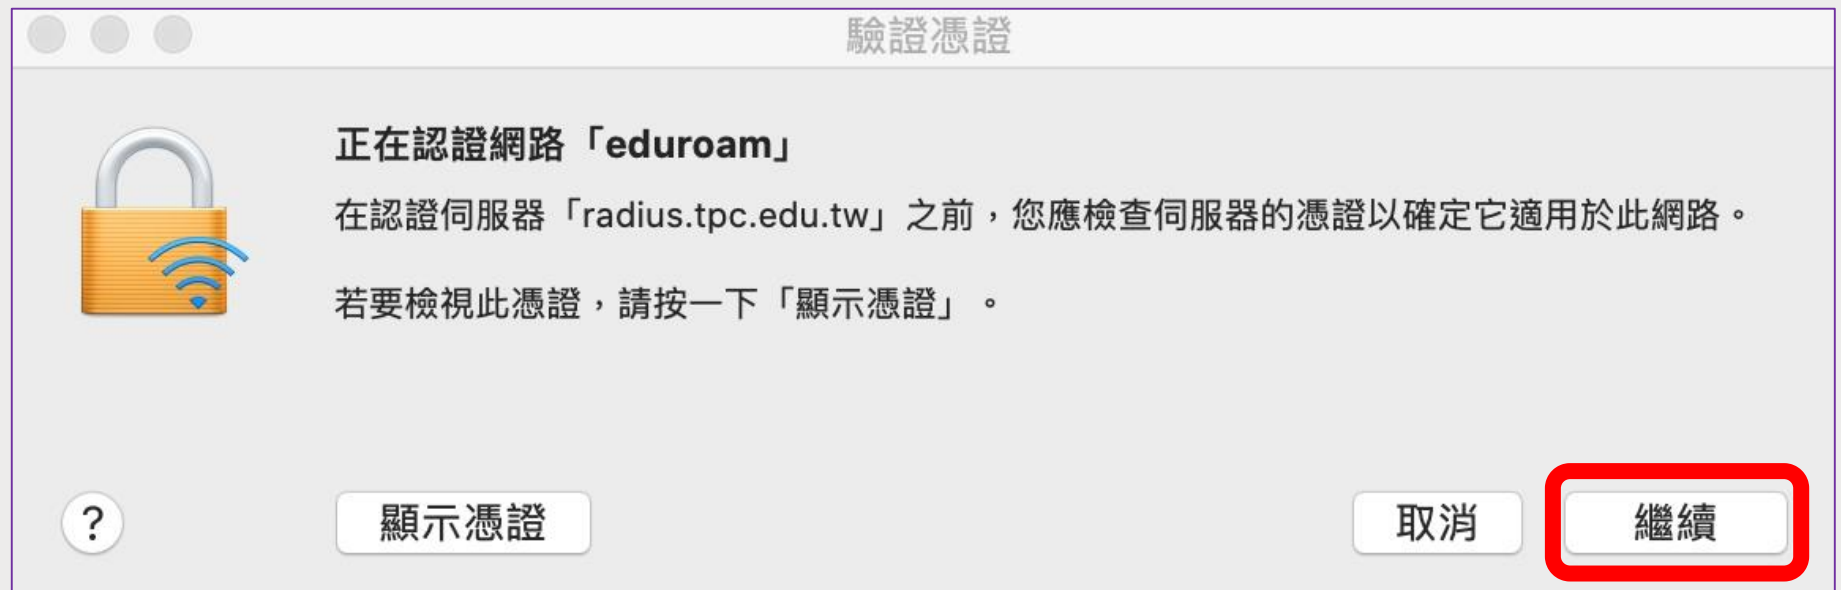 驗證憑證
正在認證網路「eduroam」
在認證伺服器「radius.tpc.edu.tw」之前，您應檢查伺服器的憑證以確定它適用於此網路。
若要檢視此憑證，請按一下「顯示憑證」。
?
顯示憑證
取消
繼續